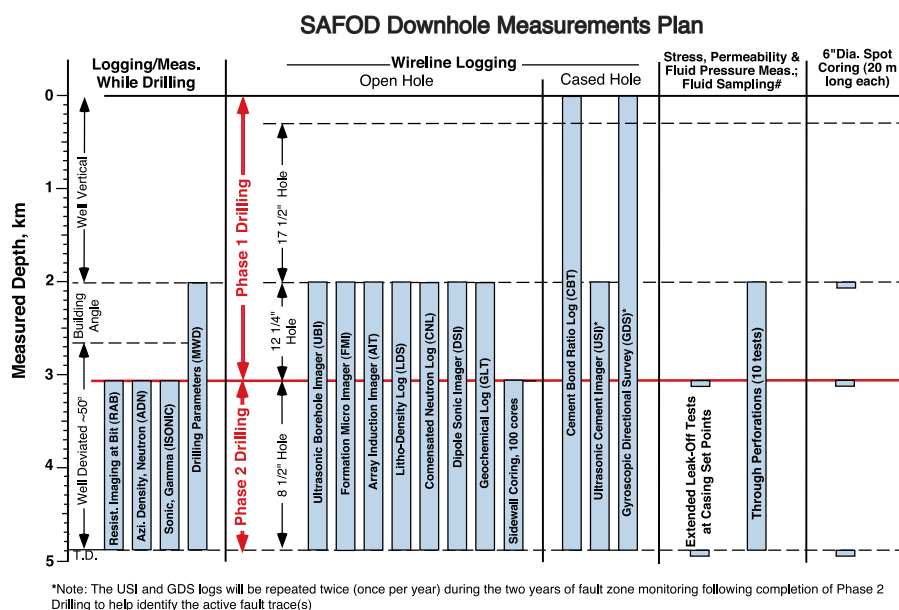 SAFOD Downhole Measurements Plan
Logging/Meas.
While Drilling
Wireline Logging
Open Hole
Cased Hole
Stress, Permeability &
Fluid Pressure Meas.;
Fluid Sampling#
6"Dia. Spot
Coring (20 m
long each)
Measured Depth, km
0
1
2
3
4
5
Well Vertical
Building
Angle
Well Deviated ~50°
T.D.
Resist. Imaging at Bit (RAB)
Azi. Density, Neutron (ADN)
Sonic, Gamma (ISONIC)
Drilling Parameters (MWD)
Phase 1 Drilling
Phase 2 Drilling
17 1/2" Hole
12 1/4"
Hole
8 1/2" Hole
Ultrasonic Borehole Imager (UBI)
Formation Micro Imager (FMI)
Array Induction Imager (AIT)
Litho-Density Log (LDS)
Comensated Neutron Log (CNL)
Dipole Sonic Imager (DSI)
Geochemical Log (GLT)
Sidewall Coring, 100 cores
Cement Bond Ratio Log (CBT)
Ultrasonic Cement Imager (USI)*
Gyroscopic Directional Survey (GDS)*
Extended Leak-Off Tests
at Casing Set Points
Through Perforations (10 tests)
*Note: The USI and GDS logs will be repeated twice (once per year) during the two years of fault zone monitoring following completion of Phase 2
Drilling to help identify the active fault trace(s)